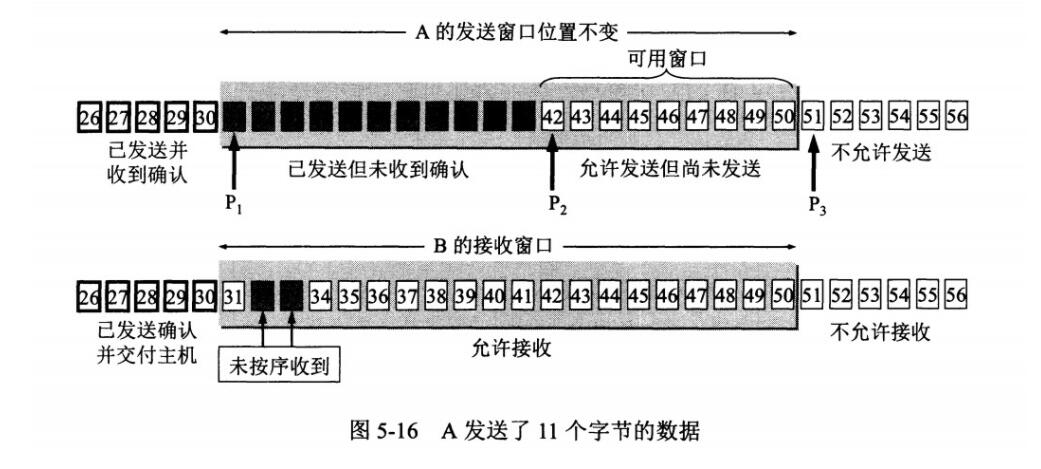 A 的发送窗口位置不变
可用窗口
26 27 28 29 30 42 43 44 45 46 47 48 49 50 51 52 53 54 55 56
已发送并
收到确认
已发送但未收到确认
允许发送但尚未发送
不允许发送
P1 P2 P3
B 的接收窗口
26 27 28 29 30 31 34 35 36 37 38 39 40 41 42 43 44 45 46 47 48 49 50 51 52 53 54 55 56
已发送确认
并交付主机
未按序收到
允许接收
不允许接收
图 5-16 A 发送了 11 个字节的数据